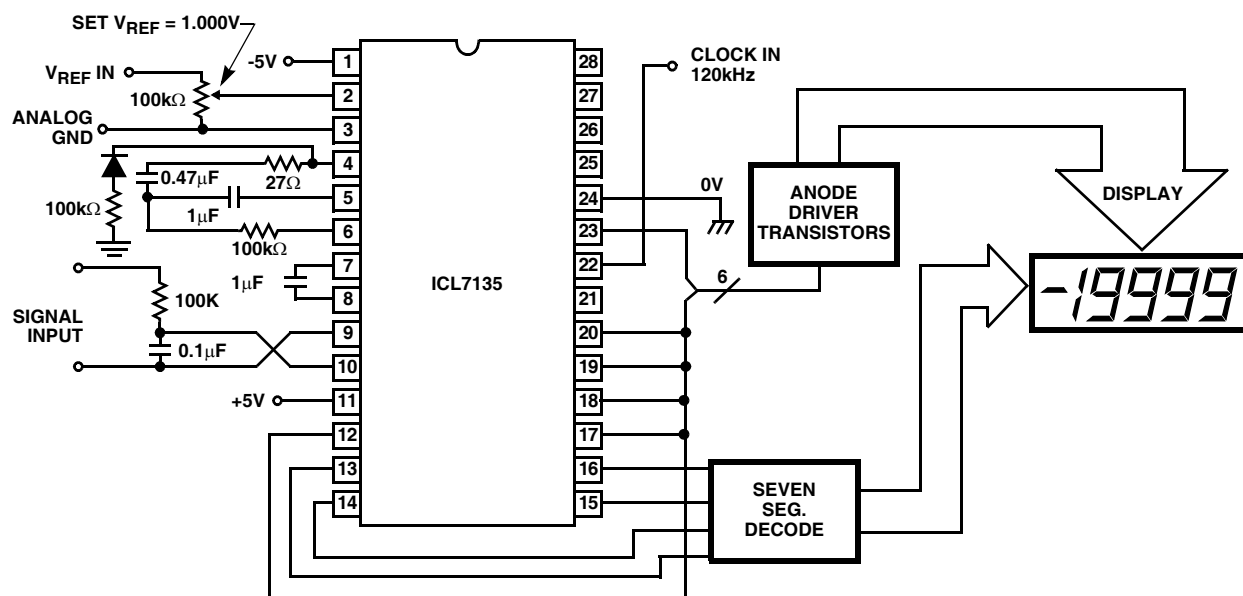 SET VREF = 1.000V
VREF IN
100kΩ
ANALOG
GND
-5V
0.47μF
27Ω
100kΩ
1μF
100kΩ
1μF
100K
SIGNAL
INPUT
0.1μF
+5V
1
2
3
4
5
6
7
8
9
10
11
12
13
14
ICL7135
28
27
26
25
24
23
22
21
20
19
18
17
16
15
CLOCK IN
120kHz
0V
6
ANODE
DRIVER
TRANSISTORS
DISPLAY
-19999
SEVEN
SEG.
DECODE